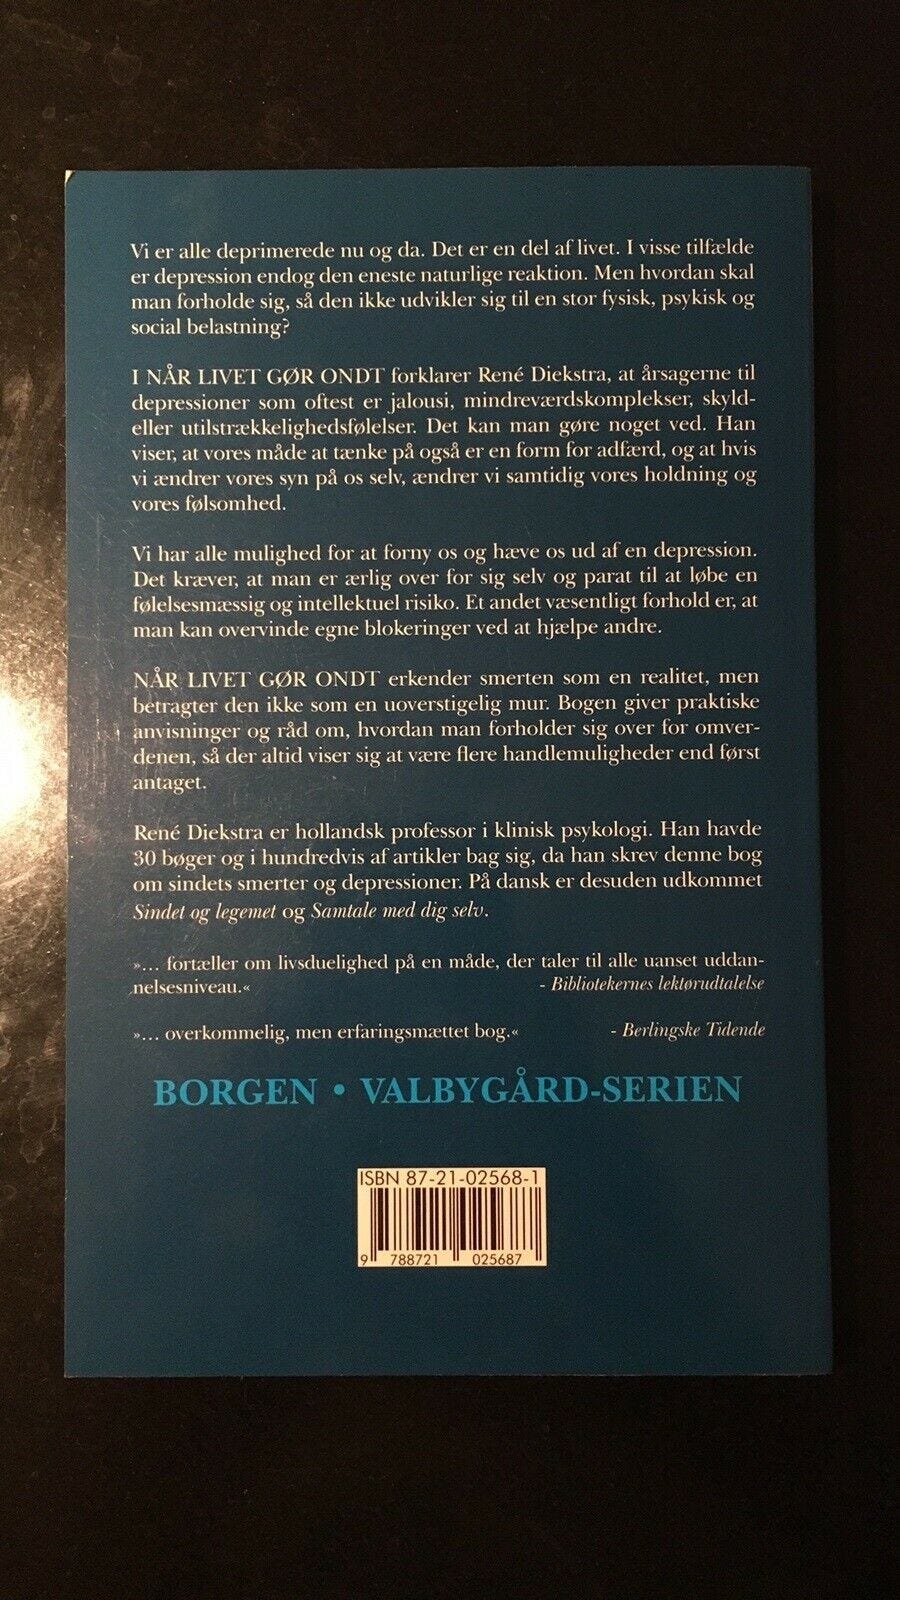 Vi er alle deprimerede nu og da. Det er en del af livet. I visse tilfælde
er depression endog den eneste naturlige reaktion. Men hvordan skal
man forholde sig, så den ikke udvikler sig til en stor fysisk, psykisk og
social belastning?
I NÅR LIVET GØR ONDT forklarer René Diekstra, at årsagerne til
depressioner som oftest er jalousi, mindreværdskomplekser, skyld-
eller utilstrækkelighedsfølelser. Det kan man gøre noget ved. Han
viser, at vores måde at tænke på også er en form for adfærd, og at hvis
vi ændrer vores syn på os selv, ændrer vi samtidig vores holdning og
vores følsomhed.
Vi har alle mulighed for at forny os og hæve os ud af en depression.
Det kræver, at man er ærlig over for sig selv og parat til at løbe en
følelsesmæssig og intellektuel risiko. Et andet væsentligt forhold er, at
man kan overvinde egne blokeringer ved at hjælpe andre.
NÅR LIVET GØR ONDT erkender smerten som en realitet, men
betragter den ikke som en uoverstigelig mur. Bogen giver praktiske
anvisninger og råd om, hvordan man forholder sig over for omver-
denen, så der altid viser sig at være flere handlemuligheder end først
antaget.
René Diekstra er hollandsk professor i klinisk psykologi. Han havde
30 bøger og i hundredvis af artikler bag sig, da han skrev denne bog
om sindets smerter og depressioner. På dansk er desuden udkommet
Sindet og legemet og Samtale med dig selv.
»... fortæller om livsduelighed på en måde, der taler til alle uanset uddan-
nelsesniveau.« - Bibliotekernes lektørudtalelse
»... overkommelig, men erfaringsmættet bog.« - Berlingske Tidende
BORGEN • VALBYGÅRD-SERIEN
ISBN 87-21-02568-1
9 788721 025687